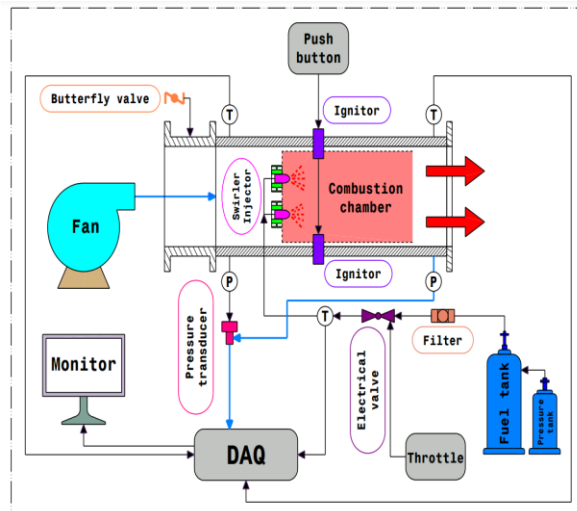 Push
button
Butterfly valve
T
T
Ignitor
Swirler
Injector
Combustion
chamber
Fan
Ignitor
P
P
Pressure
transducer
T
Filter
Electrical
valve
Monitor
Fuel tank
Pressure
tank
DAQ
Throttle